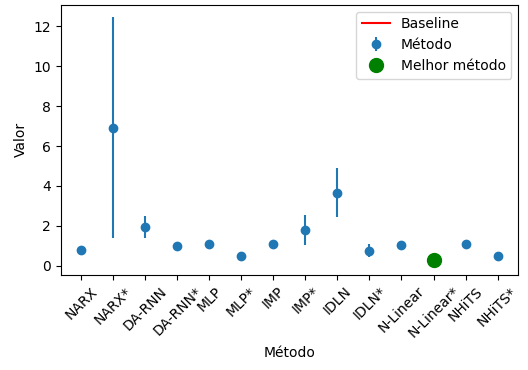 12
10
8
6
4
2
0
Valor
Baseline
Método
Melhor método
NARX
NARX*
DA-RNN
DA-RNN*
MLP
MLP*
IMP
IMP*
IDLN
IDLN*
N-Linear
N-Linear*
NHiTS
NHiTS*
Método